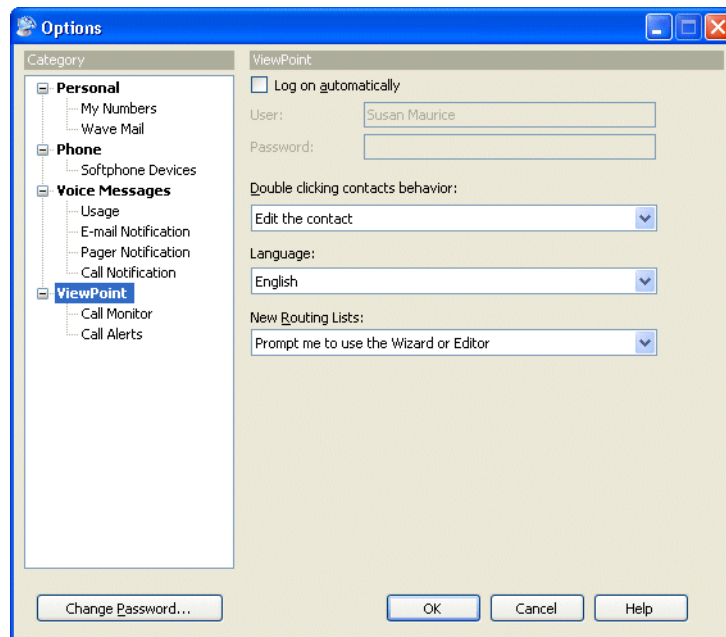 Options
Category
Personal
My Numbers
Wave Mail
Phone
Softphone Devices
Voice Messages
Usage
E-mail Notification
Pager Notification
Call Notification
ViewPoint
Call Monitor
Call Alerts
ViewPoint
Log on automatically
User: Susan Maurice
Password:
Double clicking contacts behavior:
Edit the contact
Language:
English
New Routing Lists:
Prompt me to use the Wizard or Editor
Change Password... OK Cancel Help